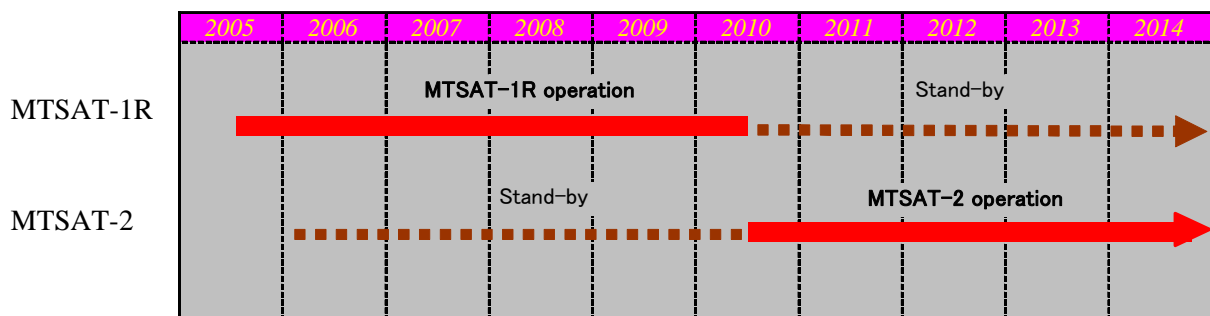 2005 2006 2007 2008 2009 2010 2011 2012 2013 2014
MTSAT-1R operation Stand-by
MTSAT-1R
Stand-by MTSAT-2 operation
MTSAT-2